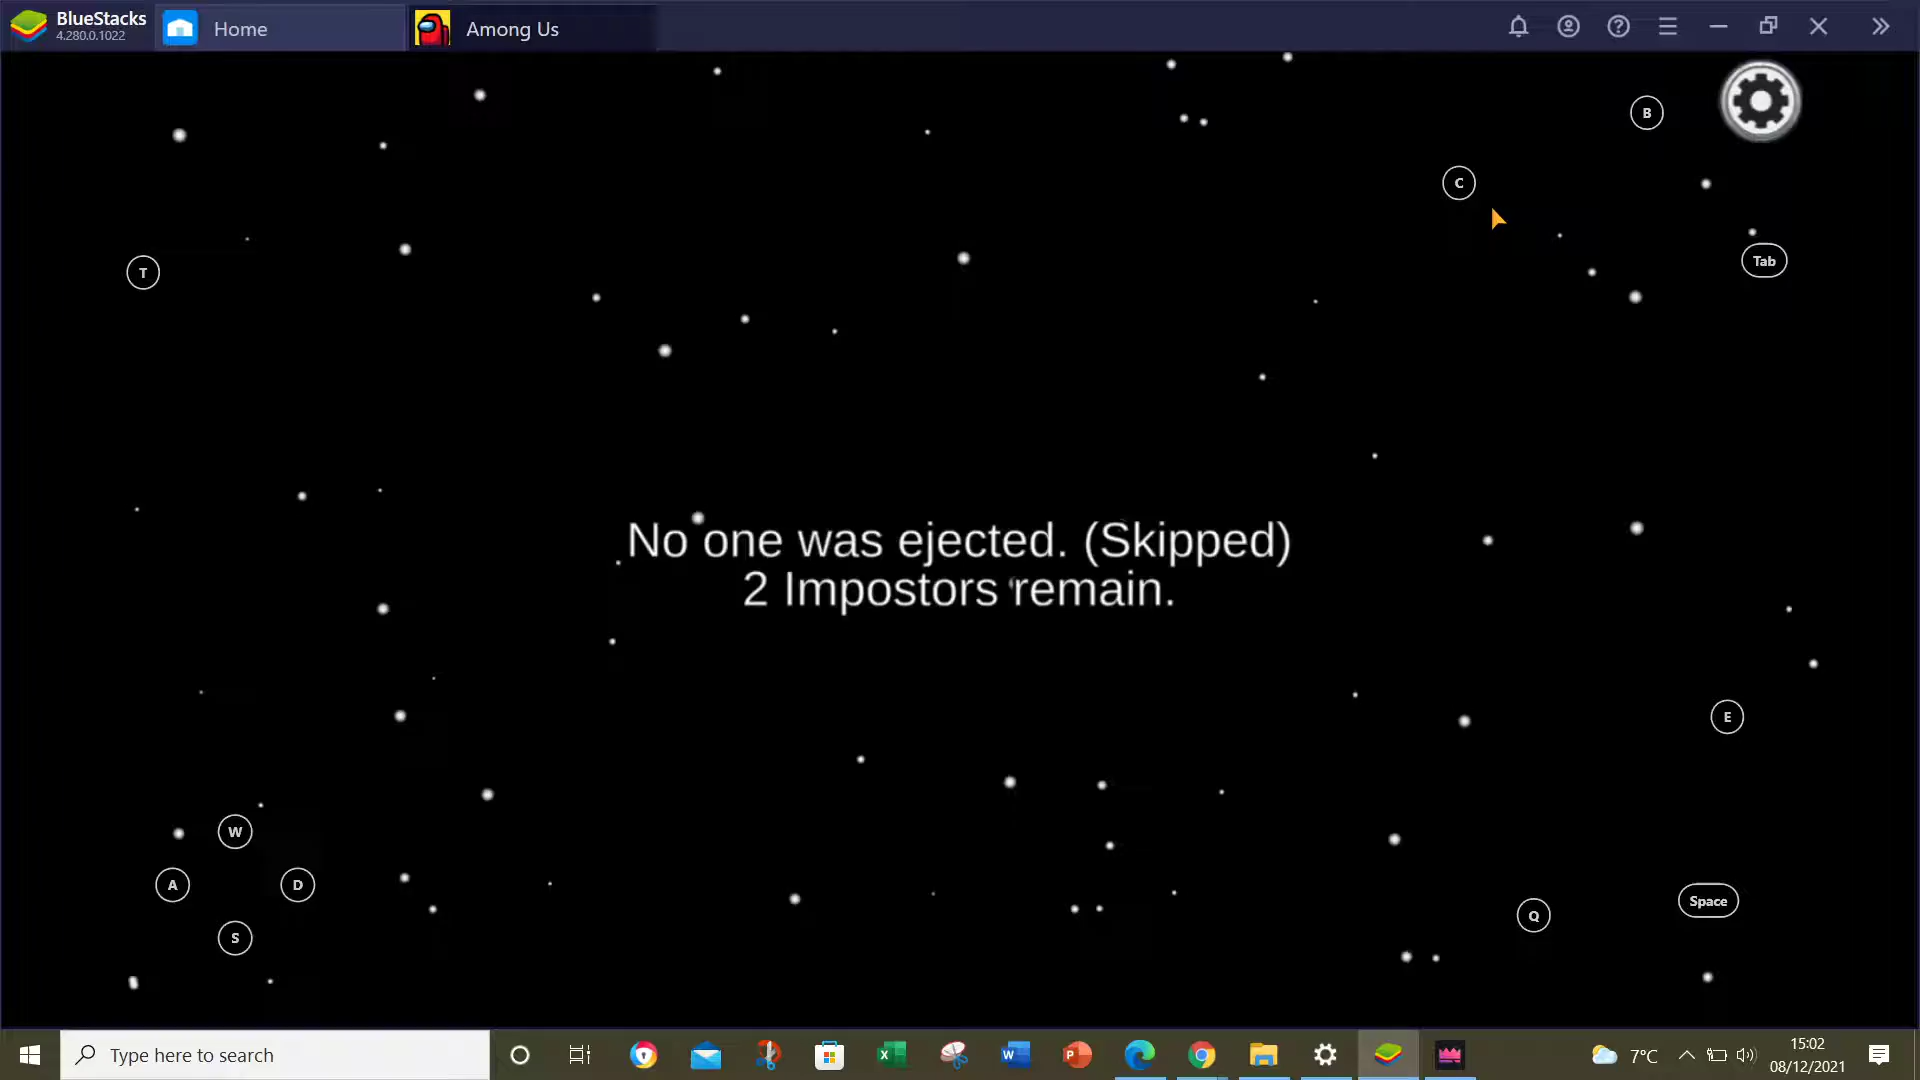 BlueStacks
4.280.0.1022
Home
Among Us
B
C
T
Tab
No one was ejected. (Skipped)
2 Impostors remain.
E
W
A
D
S
Q
Space
Type here to search
7°C
15:02
08/12/2021